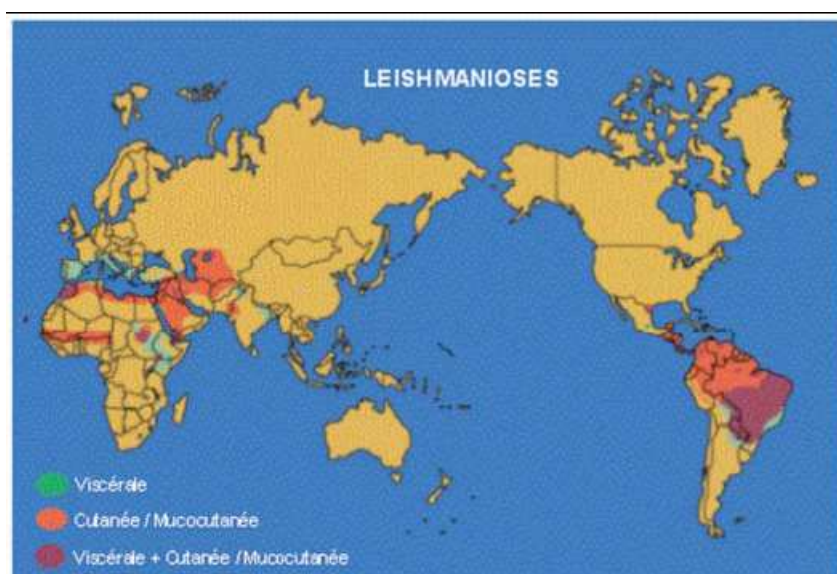 LEISHMANIOSES
Viscérale
Cutanée / Mucocutanée
Viscérale + Cutanée / Mucocutanée